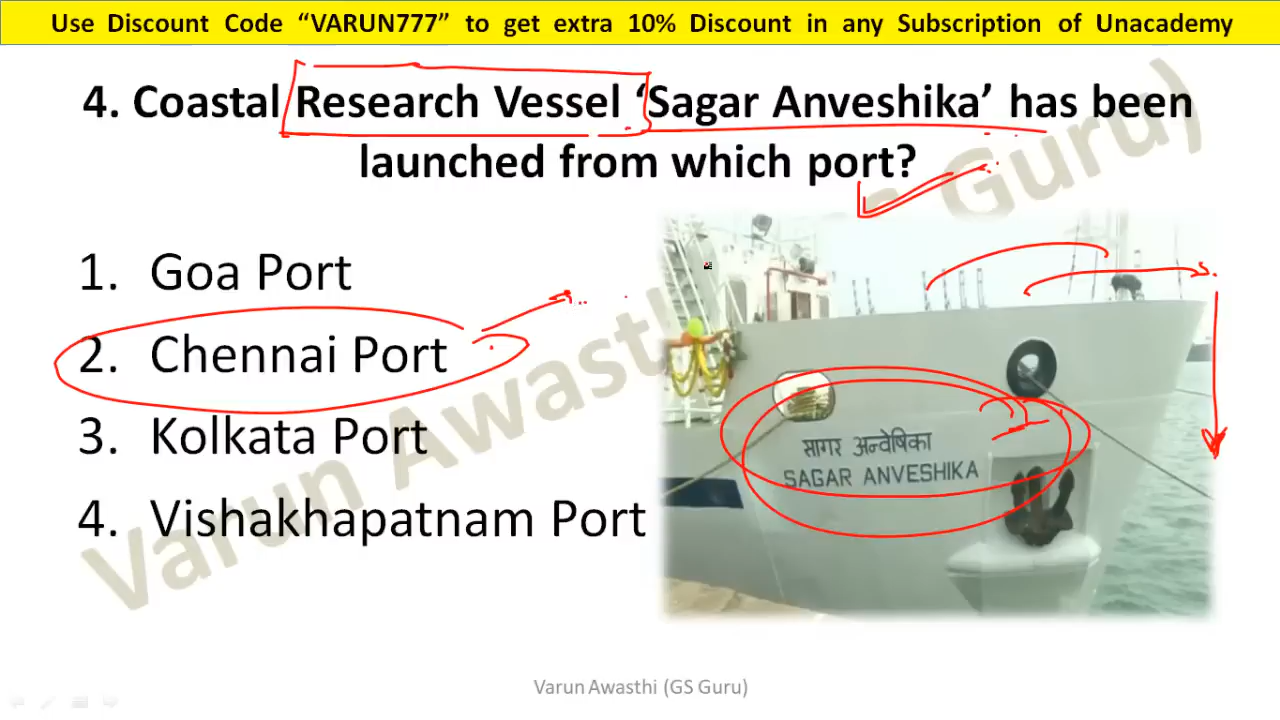 Use Discount Code “VARUN777” to get extra 10% Discount in any Subscription of Unacademy
4. Coastal Research Vessel ‘Sagar Anveshika’ has been
launched from which port?
1. Goa Port
2. Chennai Port
3. Kolkata Port
4. Vishakhapatnam Port
सागर अन्वेषिका
SAGAR ANVESHIKA
Varun Awasthi (GS Guru)
Varun Awasthi (GS Guru)